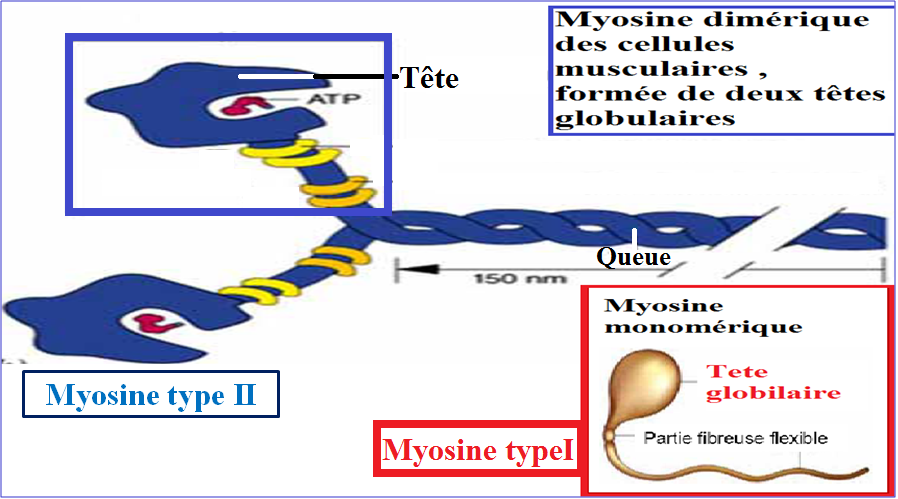 Myosine dimérique
des cellules
musculaires ,
formée de deux têtes
globulaires
Tête
ATP
Queue
150 nm
Myosine type II
Myosine
monomérique
Tete
globilaire
Partie fibreuse flexible
Myosine typeI